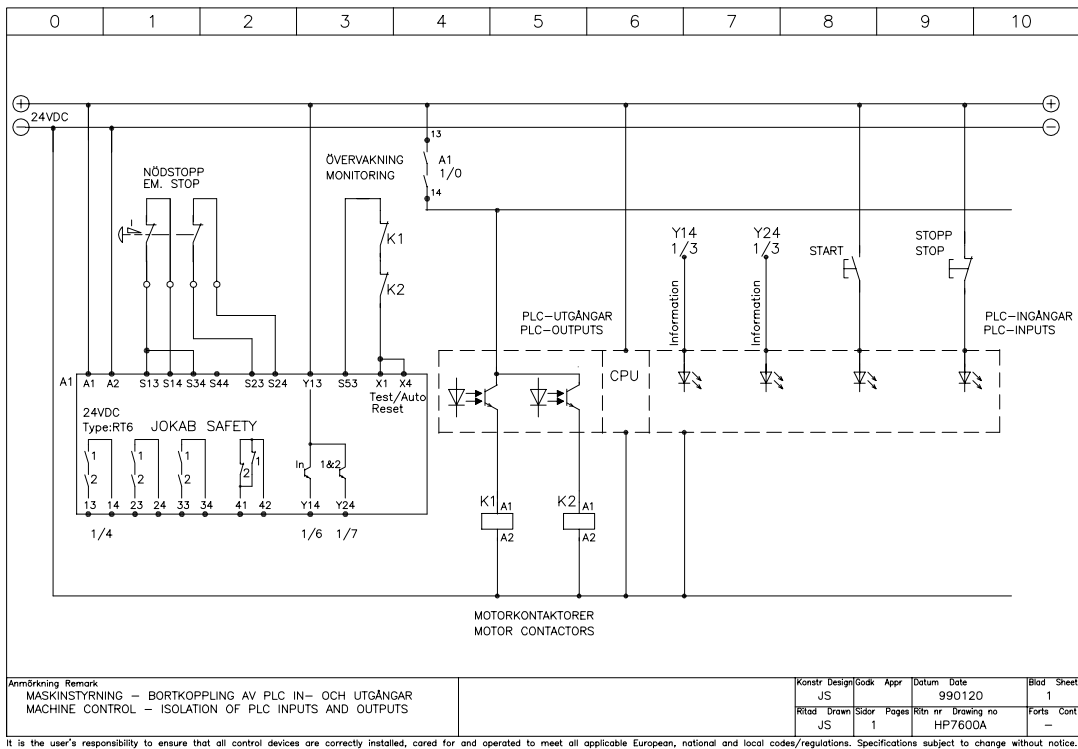 0 1 2 3 4 5 6 7 8 9 10
+ +
− 24VDC −
13
ÖVERVAKNING
MONITORING
A1
1/0
14
NÖDSTOPP
EM. STOP
K1
K2
Y14
1/3
Y24
1/3
START
STOPP
STOP
Information
Information
PLC−UTGÅNGAR
PLC−OUTPUTS
PLC−INGÅNGAR
PLC−INPUTS
CPU
A1 A1 A2 S13 S14 S34 S44 S23 S24 Y13 S53 X1 X4
Test/Auto
Reset
24VDC
Type:RT6 JOKAB SAFETY
1 1 1 1
2 2 2 2
In 1&2
13 14 23 24 33 34 41 42 Y14 Y24
1/4 1/6 1/7
K1 A1 K2 A1
A2 A2
MOTORKONTAKTORER
MOTOR CONTACTORS
Anmörkning Remark
MASKINSTYRNING − BORTKOPPLING AV PLC IN− OCH UTGÅNGAR
MACHINE CONTROL − ISOLATION OF PLC INPUTS AND OUTPUTS
Konstr Design Godk Appr Datum Date Blad Sheet
JS 990120 1
Ritad Drawn Sidor Pages Ritn nr Drawing no Forts Cont
JS 1 HP7600A −
It is the user's responsibility to ensure that all control devices are correctly installed, cared for and operated to meet all applicable European, national and local codes/regulations. Specifications subject to change without notice.